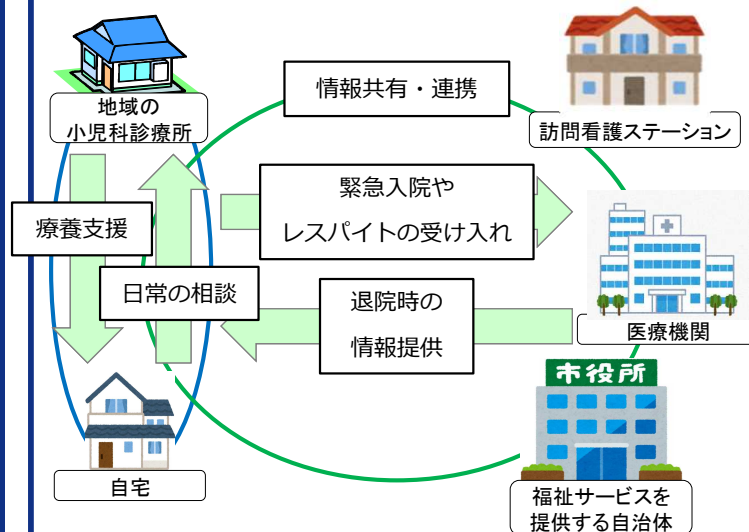 地域の
小児科診療所
情報共有・連携
訪問看護ステーション
緊急入院や
レスパイトの受け入れ
療養支援
日常の相談
退院時の
情報提供
医療機関
市役所
自宅
福祉サービスを
提供する自治体